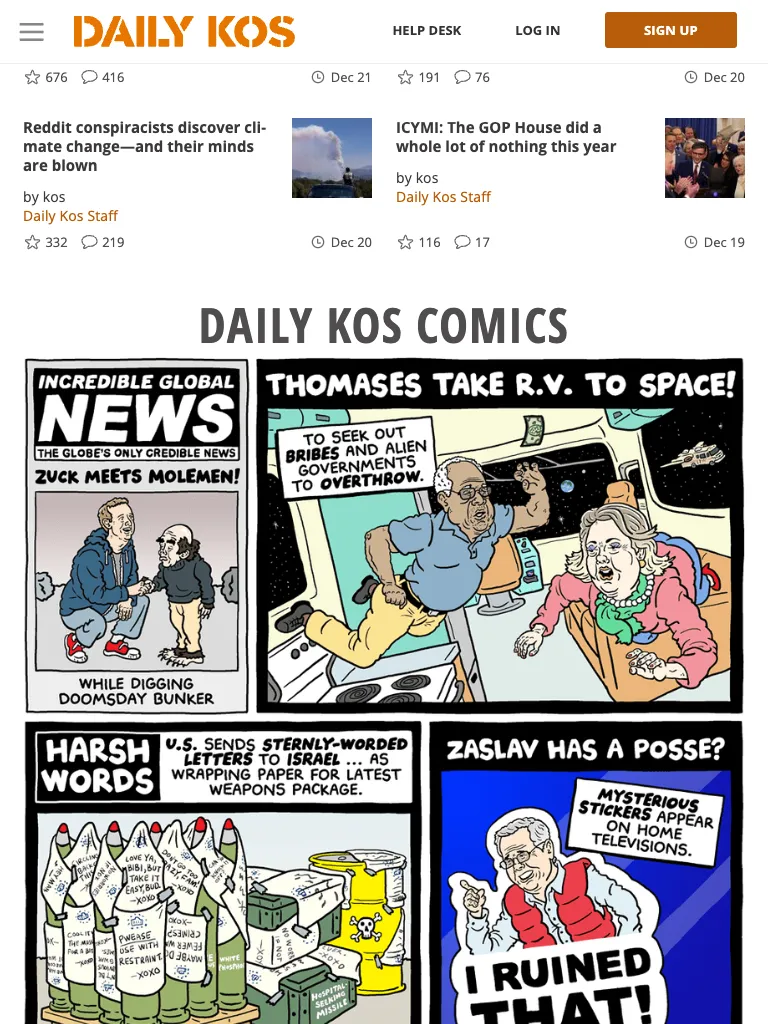 DAILY KOS
HELP DESK
LOG IN
SIGN UP
676 416 Dec 21
191 76 Dec 20
Reddit conspiracists discover cli-
mate change—and their minds
are blown
by kos
Daily Kos Staff
332 219 Dec 20
ICYMI: The GOP House did a
whole lot of nothing this year
by kos
Daily Kos Staff
116 17 Dec 19
DAILY KOS COMICS
INCREDIBLE GLOBAL
NEWS
THE GLOBE'S ONLY CREDIBLE NEWS
ZUCK MEETS MOLEMEN!
WHILE DIGGING
DOOMSDAY BUNKER
THOMASES TAKE R.V. TO SPACE!
TO SEEK OUT
BRIBES AND ALIEN
GOVERNMENTS
TO OVERTHROW.
HARSH
WORDS
U.S. SENDS STERNLY-WORDED
LETTERS TO ISRAEL ... AS
WRAPPING PAPER FOR LATEST
WEAPONS PACKAGE.
LOVE YA,
BIBI, BUT
TAKE IT
EASY, BUD.
XOXO
PWEASE
USE WITH
RESTRAINT.
—XOXO
WHITE
HOSPITAL-
SEEKING
MISSILE
ZASLAV HAS A POSSE?
MYSTERIOUS
STICKERS APPEAR
ON HOME
TELEVISIONS.
I RUINED
THAT!